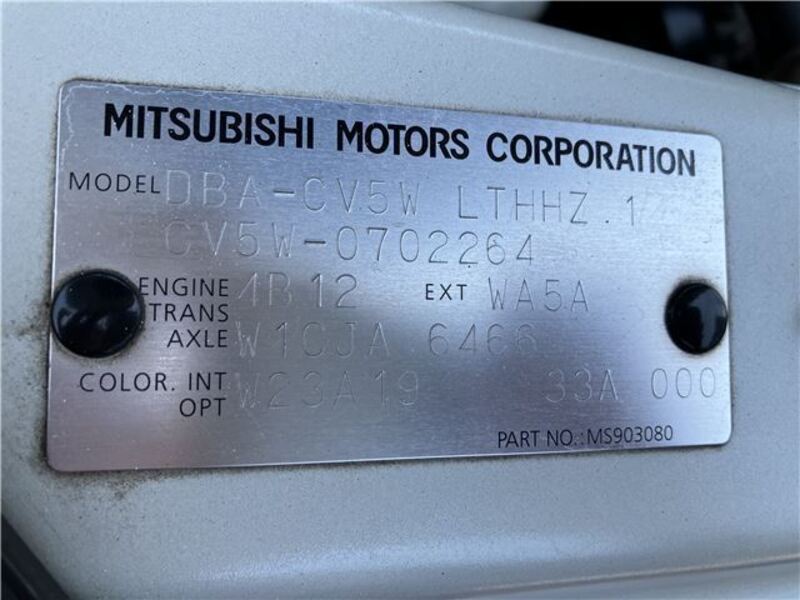 MITSUBISHI MOTORS CORPORATION
MODEL DBA-CV5W LTHHZ.1
CV5W-0702264
ENGINE 4B12 EXT WA5A
TRANS
AXLE W1CJA 6466
COLOR. INT W23A19 33A 000
OPT
PART NO.: MS903080